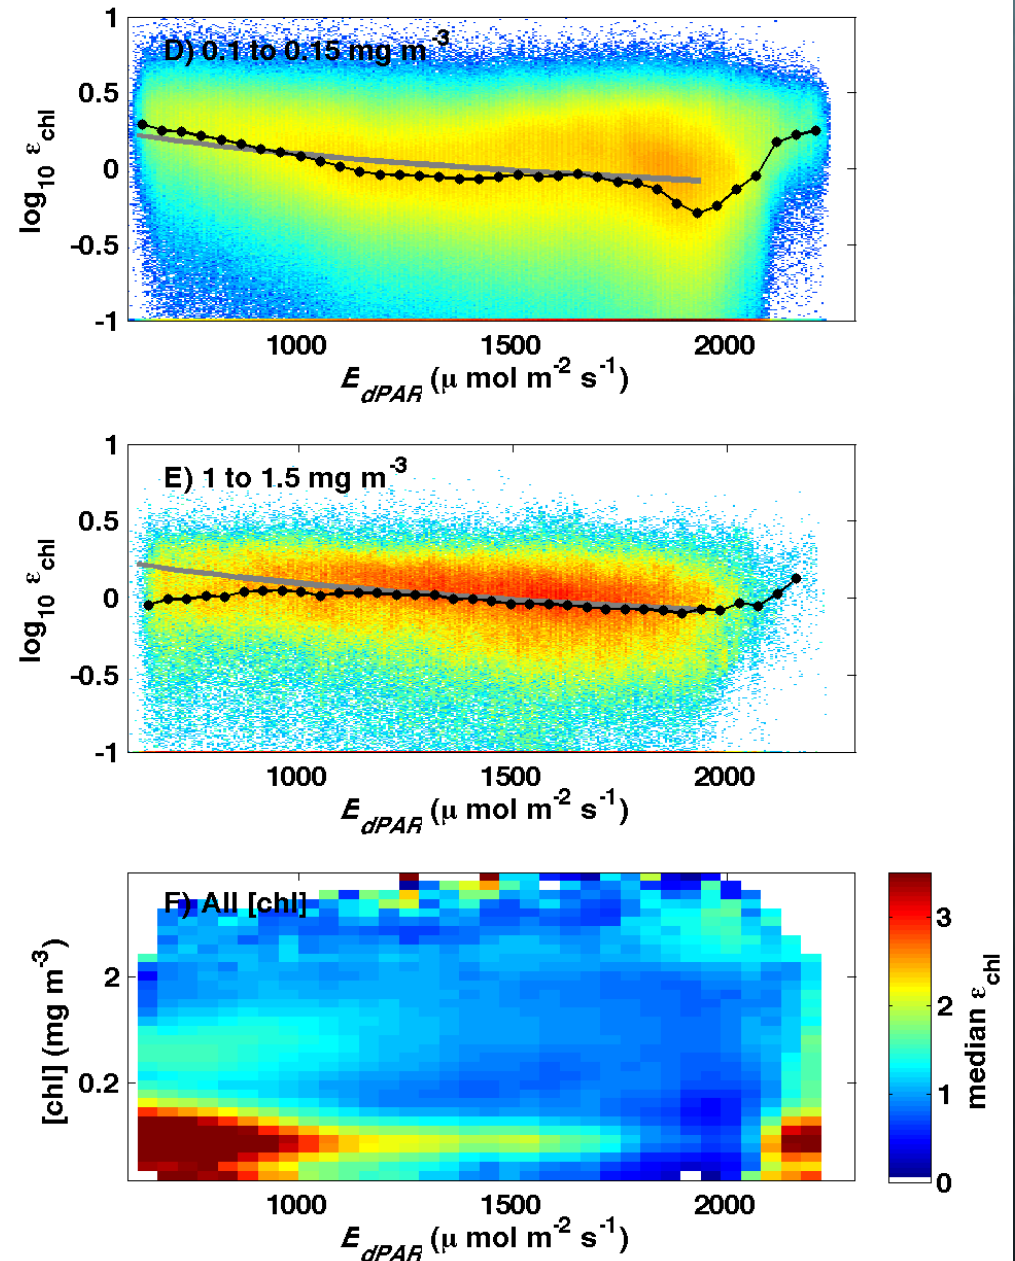 D) 0.1 to 0.15 mg m-3
1
0.5
0
-0.5
-1
log10 εchl
1000
1500
2000
EdPAR (μ mol m-2 s-1)
E) 1 to 1.5 mg m-3
1
0.5
0
-0.5
-1
log10 εchl
1000
1500
2000
EdPAR (μ mol m-2 s-1)
F) All [chl]
2
0.2
[chl] (mg m-3)
1000
1500
2000
EdPAR (μ mol m-2 s-1)
3
2
1
0
median εchl